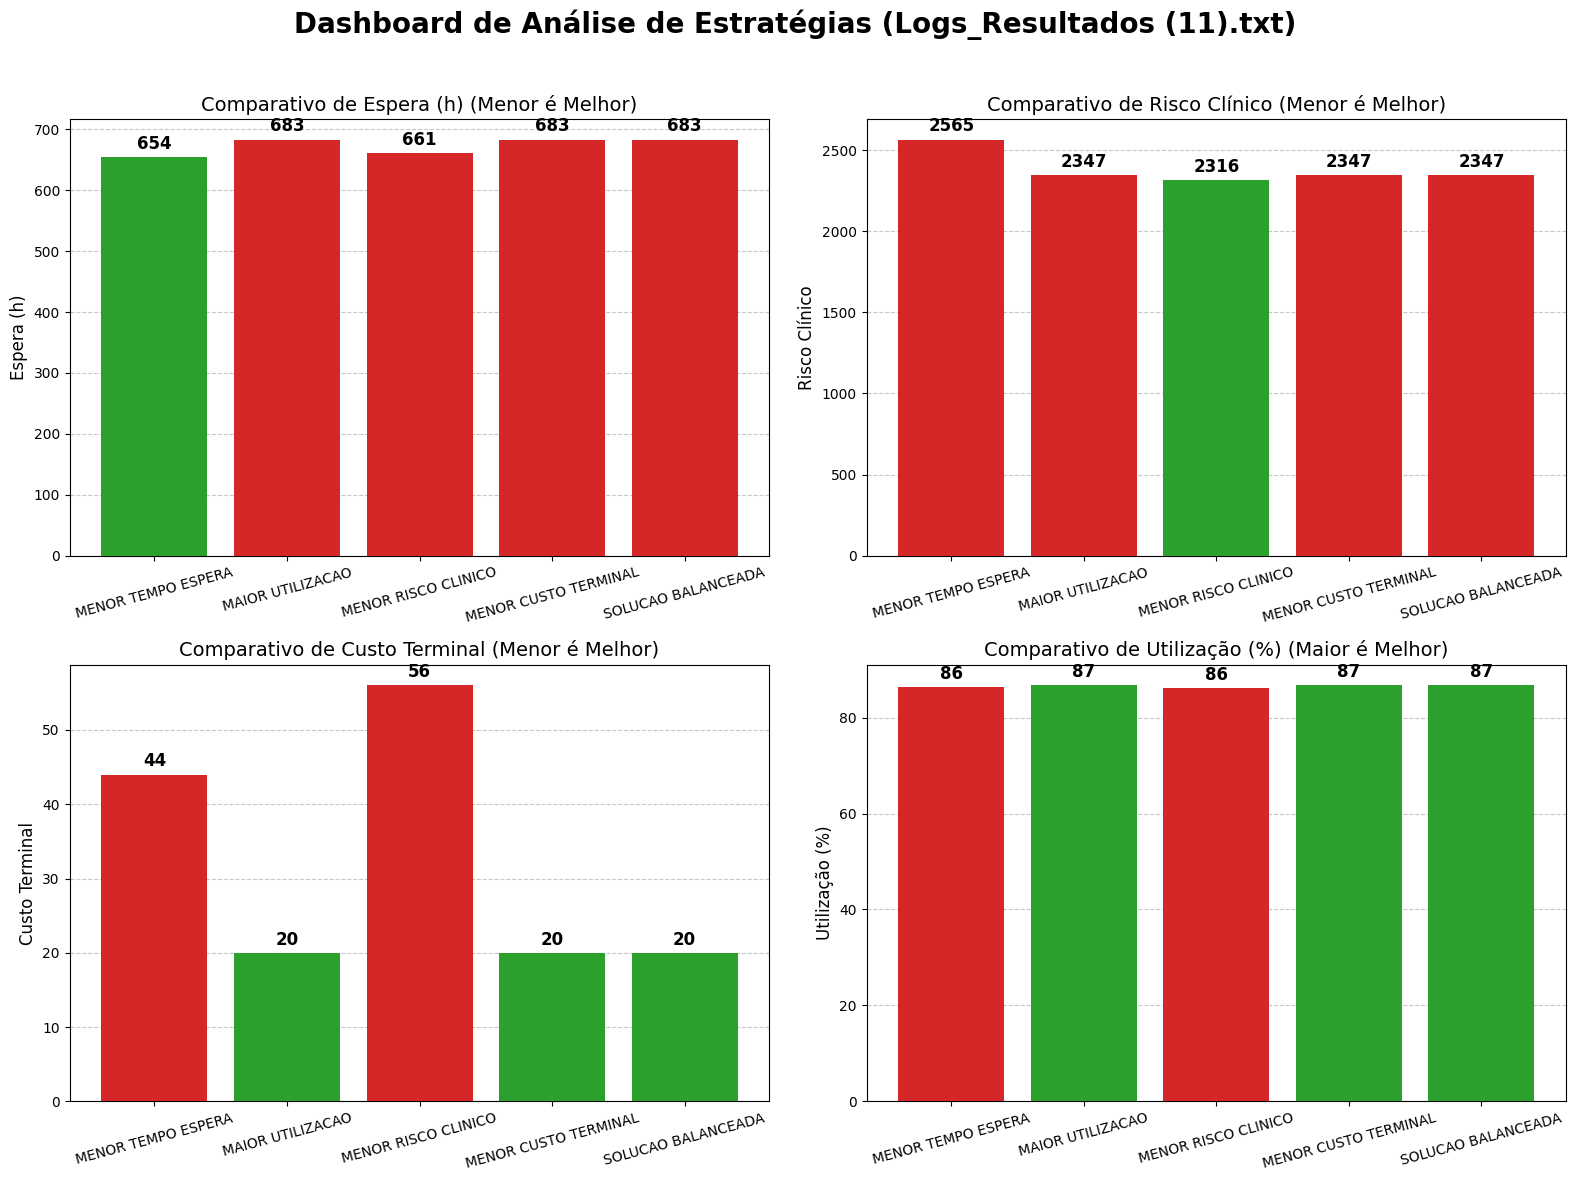 Dashboard de Análise de Estratégias (Logs_Resultados (11).txt)
Comparativo de Espera (h) (Menor é Melhor)
Espera (h)
700
600
500
400
300
200
100
0
654
683
661
683
683
MENOR TEMPO ESPERA
MAIOR UTILIZACAO
MENOR RISCO CLINICO
MENOR CUSTO TERMINAL
SOLUCAO BALANCEADA
Comparativo de Risco Clínico (Menor é Melhor)
Risco Clínico
2500
2000
1500
1000
500
0
2565
2347
2316
2347
2347
MENOR TEMPO ESPERA
MAIOR UTILIZACAO
MENOR RISCO CLINICO
MENOR CUSTO TERMINAL
SOLUCAO BALANCEADA
Comparativo de Custo Terminal (Menor é Melhor)
Custo Terminal
50
40
30
20
10
0
44
20
56
20
20
MENOR TEMPO ESPERA
MAIOR UTILIZACAO
MENOR RISCO CLINICO
MENOR CUSTO TERMINAL
SOLUCAO BALANCEADA
Comparativo de Utilização (%) (Maior é Melhor)
Utilização (%)
80
60
40
20
0
86
87
86
87
87
MENOR TEMPO ESPERA
MAIOR UTILIZACAO
MENOR RISCO CLINICO
MENOR CUSTO TERMINAL
SOLUCAO BALANCEADA